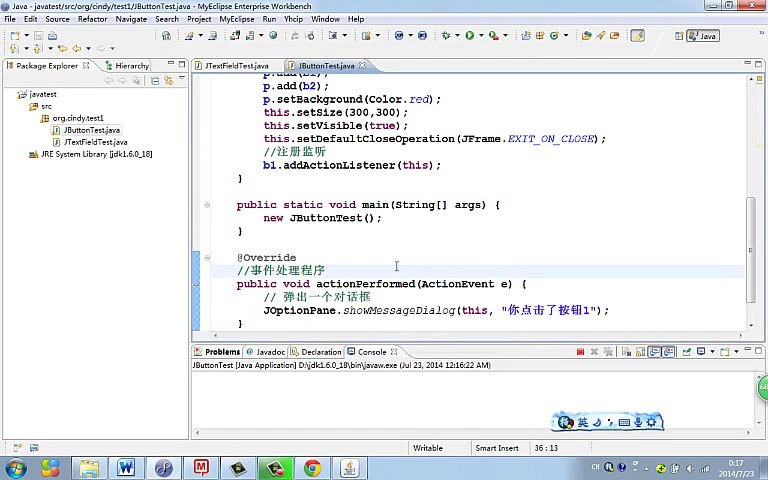 Java - javatest/src/org/cindy/test1/JButtonTest.java - MyEclipse Enterprise Workbench
File Edit Source Refactor Navigate Search Project MyEclipse Run Yhcip Window Help
Java
Package Explorer Hierarchy
JTextFieldTest.java JButtonTest.java
javatest
src
org.cindy.test1
JButtonTest.java
JTextFieldTest.java
JRE System Library [jdk1.6.0_18]
p.add(b1);
p.add(b2);
p.setBackground(Color.red);
this.setSize(300,300);
this.setVisible(true);
this.setDefaultCloseOperation(JFrame.EXIT_ON_CLOSE);
//注册监听
b1.addActionListener(this);
}
public static void main(String[] args) {
new JButtonTest();
}
@Override
//事件处理程序
public void actionPerformed(ActionEvent e) {
// 弹出一个对话框
JOptionPane.showMessageDialog(this, "你点击了按钮1");
}
Problems Javadoc Declaration Console
JButtonTest [Java Application] D:\jdk1.6.0_18\bin\javaw.exe (Jul 23, 2014 12:16:22 AM)
英
Writable Smart Insert 36 : 13
CH
0:17
2014/7/23